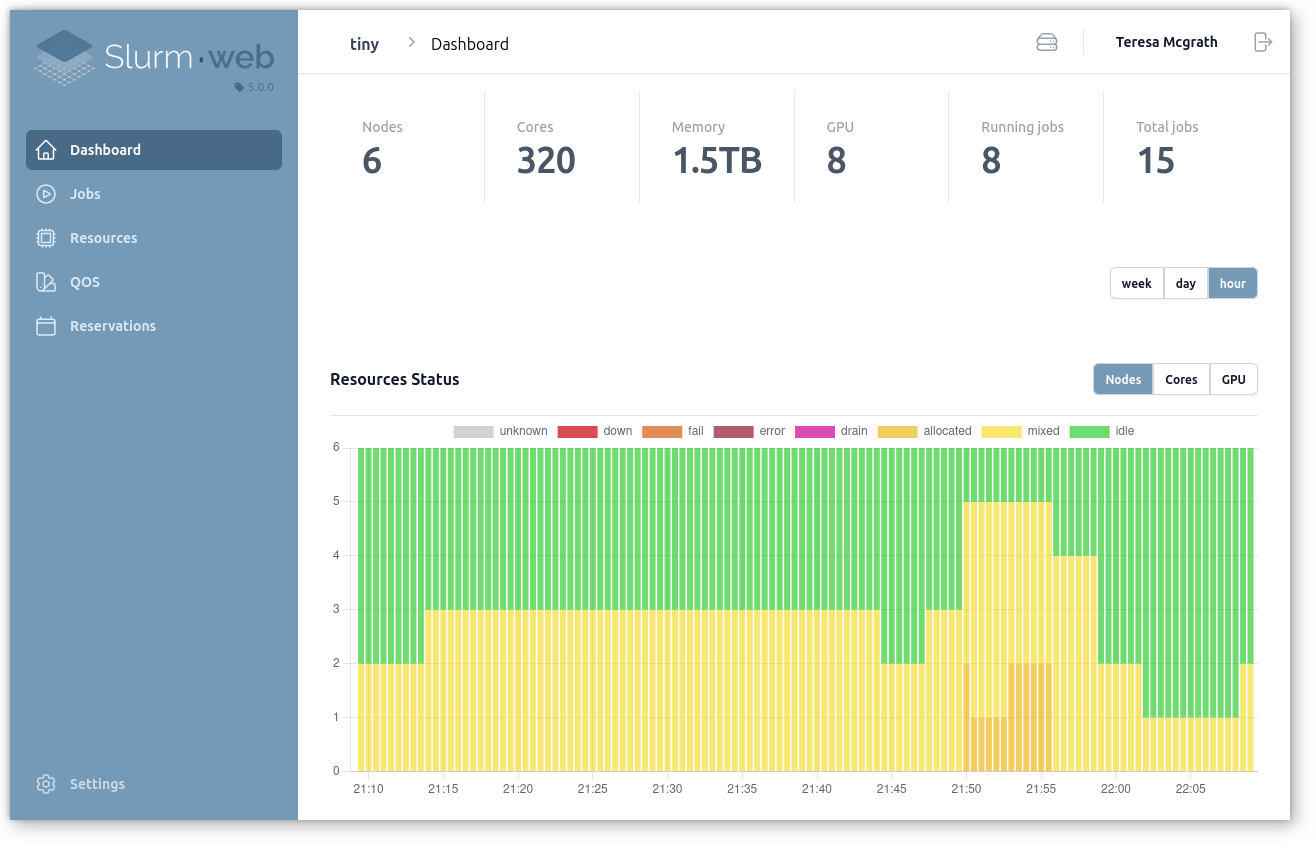 Slurm·web
5.0.0
Dashboard
Jobs
Resources
QOS
Reservations
Settings
tiny > Dashboard
Teresa Mcgrath
Nodes Cores Memory GPU Running jobs Total jobs
6 320 1.5TB 8 8 15
week day hour
Resources Status
Nodes Cores GPU
unknown down fail error drain allocated mixed idle
6
5
4
3
2
1
0
21:10 21:15 21:20 21:25 21:30 21:35 21:40 21:45 21:50 21:55 22:00 22:05